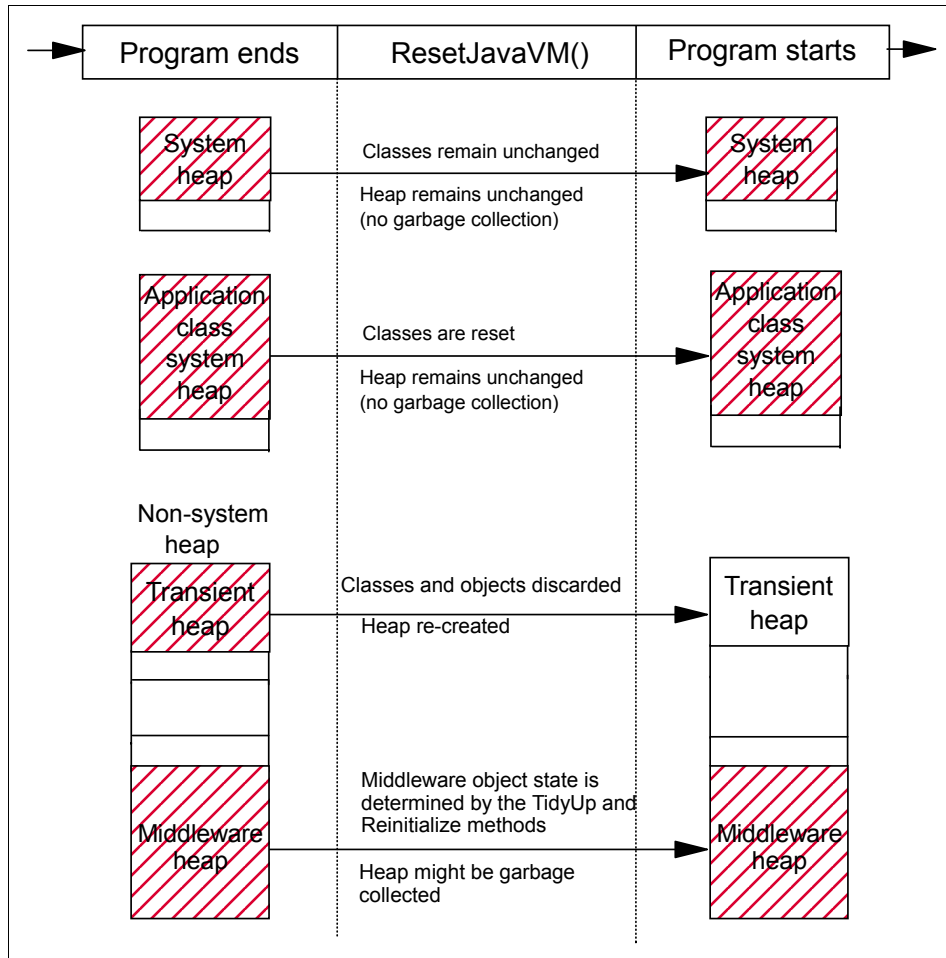 Program ends
ResetJavaVM()
Program starts
System
heap
Classes remain unchanged
Heap remains unchanged
(no garbage collection)
System
heap
Application
class
system
heap
Classes are reset
Heap remains unchanged
(no garbage collection)
Application
class
system
heap
Non-system
heap
Transient
heap
Classes and objects discarded
Heap re-created
Transient
heap
Middleware
heap
Middleware object state is
determined by the TidyUp and
Reinitialize methods
Heap might be garbage
collected
Middleware
heap